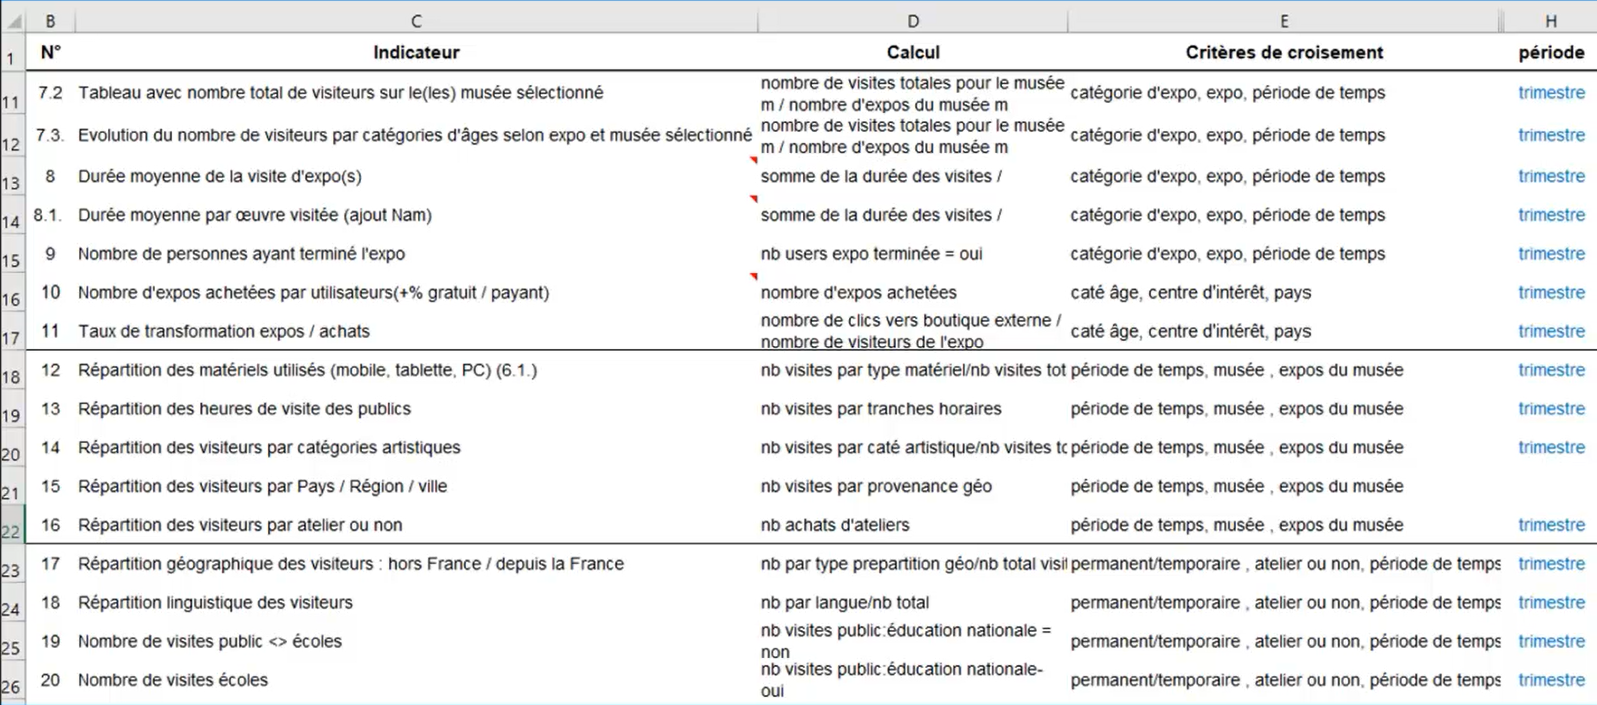 B C D E H
1 N° Indicateur Calcul Critères de croisement période
11 7.2 Tableau avec nombre total de visiteurs sur le(les) musée sélectionné nombre de visites totales pour le musée catégorie d'expo, expo, période de temps trimestre
m / nombre d'expos du musée m
12 7.3. Evolution du nombre de visiteurs par catégories d'âges selon expo et musée sélectionné nombre de visites totales pour le musée catégorie d'expo, expo, période de temps trimestre
m / nombre d'expos du musée m
13 8 Durée moyenne de la visite d'expo(s) somme de la durée des visites / catégorie d'expo, expo, période de temps trimestre
14 8.1. Durée moyenne par œuvre visitée (ajout Nam) somme de la durée des visites / catégorie d'expo, expo, période de temps trimestre
15 9 Nombre de personnes ayant terminé l'expo nb users expo terminée = oui catégorie d'expo, expo, période de temps trimestre
16 10 Nombre d'expos achetées par utilisateurs(+% gratuit / payant) nombre d'expos achetées caté âge, centre d'intérêt, pays trimestre
17 11 Taux de transformation expos / achats nombre de clics vers boutique externe / caté âge, centre d'intérêt, pays trimestre
nombre de visiteurs de l'expo
18 12 Répartition des matériels utilisés (mobile, tablette, PC) (6.1.) nb visites par type matériel/nb visites tot période de temps, musée , expos du musée trimestre
19 13 Répartition des heures de visite des publics nb visites par tranches horaires période de temps, musée , expos du musée trimestre
20 14 Répartition des visiteurs par catégories artistiques nb visites par caté artistique/nb visites to période de temps, musée , expos du musée trimestre
21 15 Répartition des visiteurs par Pays / Région / ville nb visites par provenance géo période de temps, musée , expos du musée
22 16 Répartition des visiteurs par atelier ou non nb achats d'ateliers période de temps, musée , expos du musée trimestre
23 17 Répartition géographique des visiteurs : hors France / depuis la France nb par type prepartition géo/nb total visit permanent/temporaire , atelier ou non, période de temps trimestre
24 18 Répartition linguistique des visiteurs nb par langue/nb total permanent/temporaire , atelier ou non, période de temps trimestre
25 19 Nombre de visites public <> écoles nb visites public:éducation nationale = permanent/temporaire , atelier ou non, période de temps trimestre
non
26 20 Nombre de visites écoles nb visites public:éducation nationale- permanent/temporaire , atelier ou non, période de temps trimestre
oui